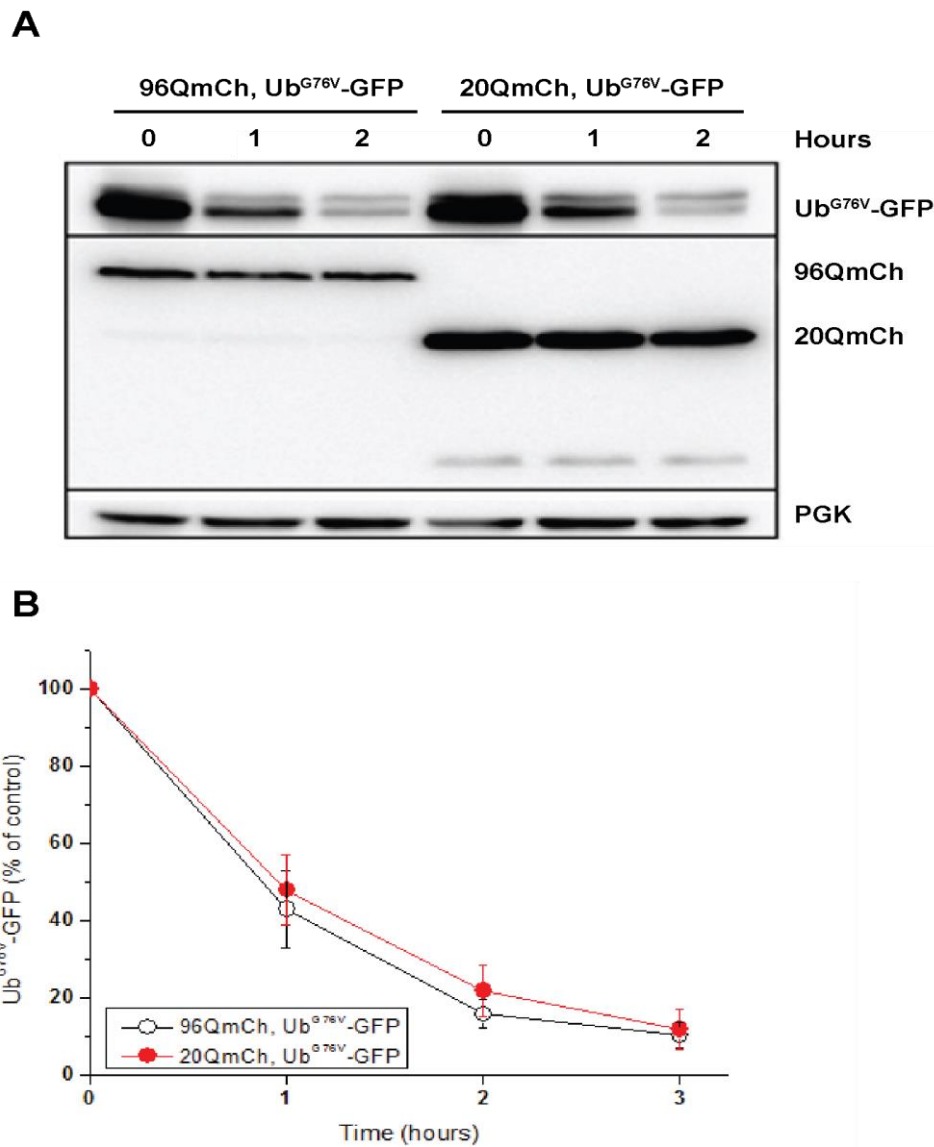 A
96QmCh, Ub^G76V-GFP 20QmCh, Ub^G76V-GFP
0 1 2 0 1 2 Hours
Ub^G76V-GFP
96QmCh
20QmCh
PGK
B
Ub^G76V-GFP (% of control)
100
80
60
40
20
0
96QmCh, Ub^G76V-GFP
20QmCh, Ub^G76V-GFP
0 1 2 3
Time (hours)